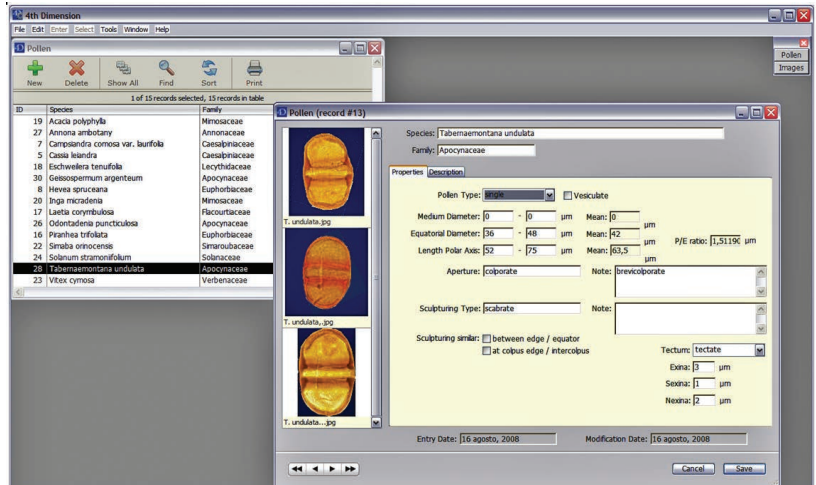 4th Dimension
File Edit Enter Select Tools Window Help
Pollen
Images
Pollen
New Delete Show All Find Sort Print
1 of 15 records selected, 15 records in table
ID Species Family
19 Acacia polyphylla Mimosaceae
27 Annona ambotany Annonaceae
7 Campsiandra comosa var. laurifolia Caesalpiniaceae
5 Cassia leiandra Caesalpiniaceae
18 Eschweilera tenuifolia Lecythidaceae
30 Geissospermum argenteum Apocynaceae
8 Hevea spruceana Euphorbiaceae
20 Inga micradenia Mimosaceae
17 Laetia corymbulosa Flacourtiaceae
26 Odontadenia puncticulosa Apocynaceae
16 Piranhea trifoliata Euphorbiaceae
22 Simaba orinocensis Simaroubaceae
24 Solanum stramoniifolium Solanaceae
28 Tabernaemontana undulata Apocynaceae
23 Vitex cymosa Verbenaceae
Pollen (record #13)
T. undulata.jpg
T. undulata,.jpg
T. undulata...jpg
Species: Tabernaemontana undulata
Family: Apocynaceae
Properties Description
Pollen Type: single Vesiculate
Medium Diameter: 0 - 0 µm Mean: 0 µm
Equatorial Diameter: 36 - 48 µm Mean: 42 µm P/E ratio: 1,5119 µm
Length Polar Axis: 52 - 75 µm Mean: 63,5 µm
Aperture: colporate Note: brevicolporate
Sculpturing Type: scabrate Note:
Sculpturing similar: between edge / equator
at colpus edge / intercolpus
Tectum: tectate
Exina: 3 µm
Sexina: 1 µm
Nexina: 2 µm
Entry Date: 16 agosto, 2008 Modification Date: 16 agosto, 2008
Cancel Save